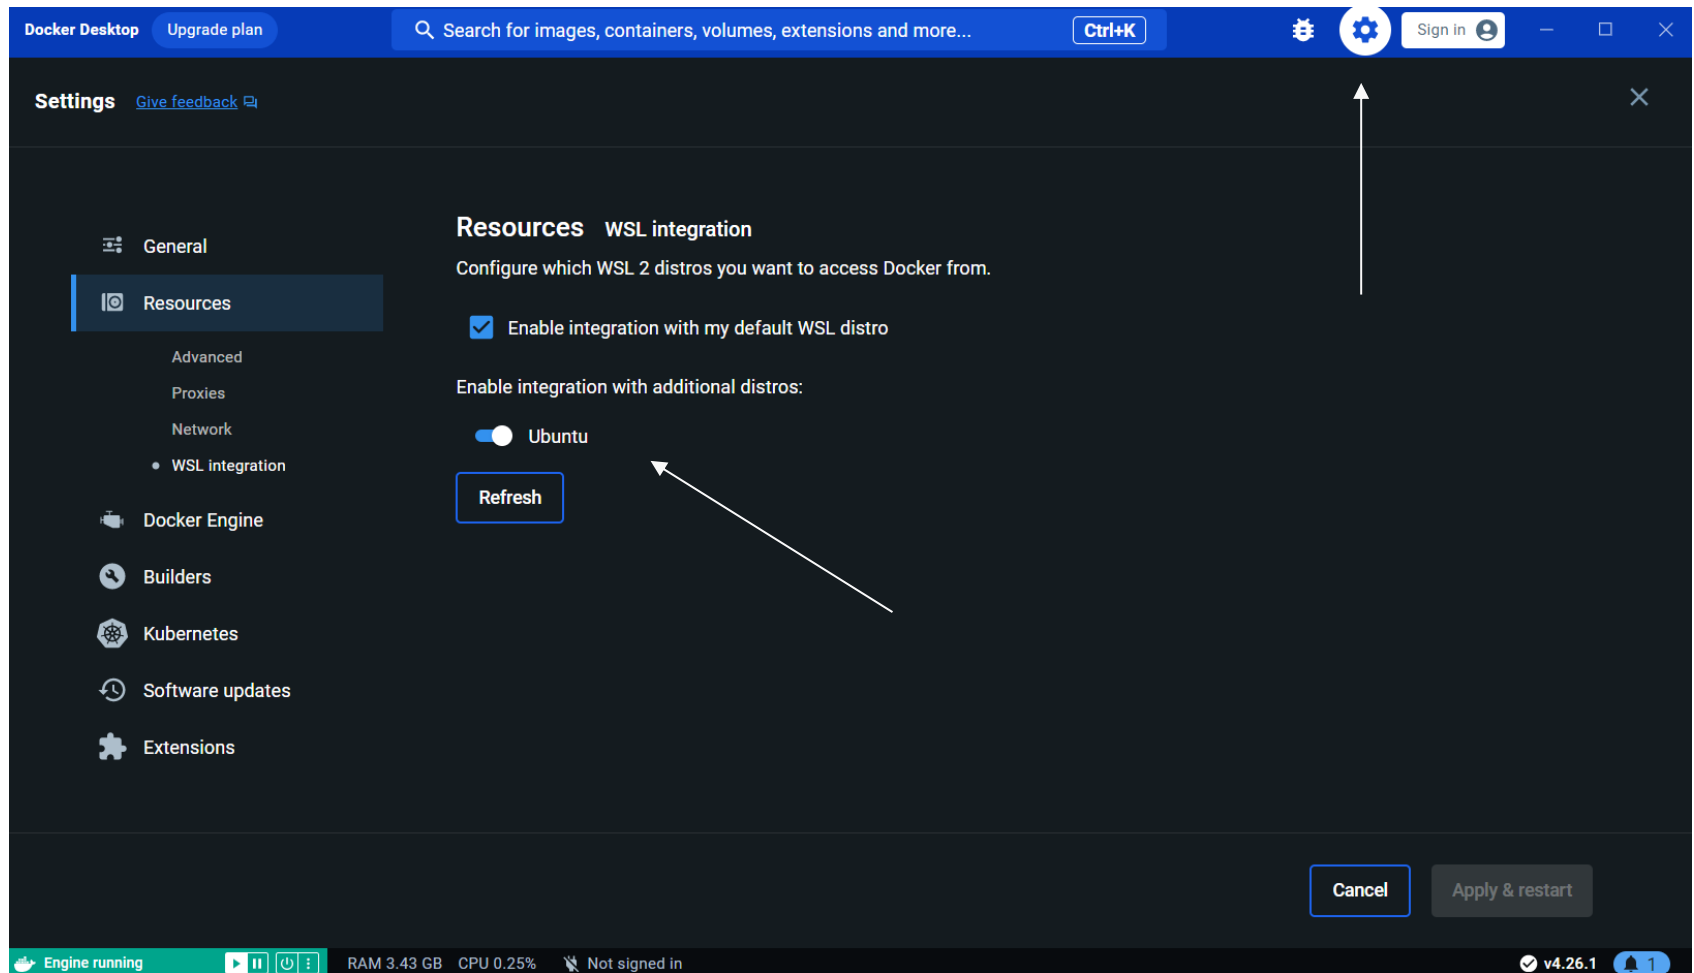 Docker Desktop Upgrade plan Search for images, containers, volumes, extensions and more... Ctrl+K Sign in
Settings Give feedback
Resources WSL integration
Configure which WSL 2 distros you want to access Docker from.
Enable integration with my default WSL distro
Enable integration with additional distros:
Ubuntu
Refresh
General
Resources
Advanced
Proxies
Network
WSL integration
Docker Engine
Builders
Kubernetes
Software updates
Extensions
Cancel Apply & restart
Engine running RAM 3.43 GB CPU 0.25% Not signed in v4.26.1 1